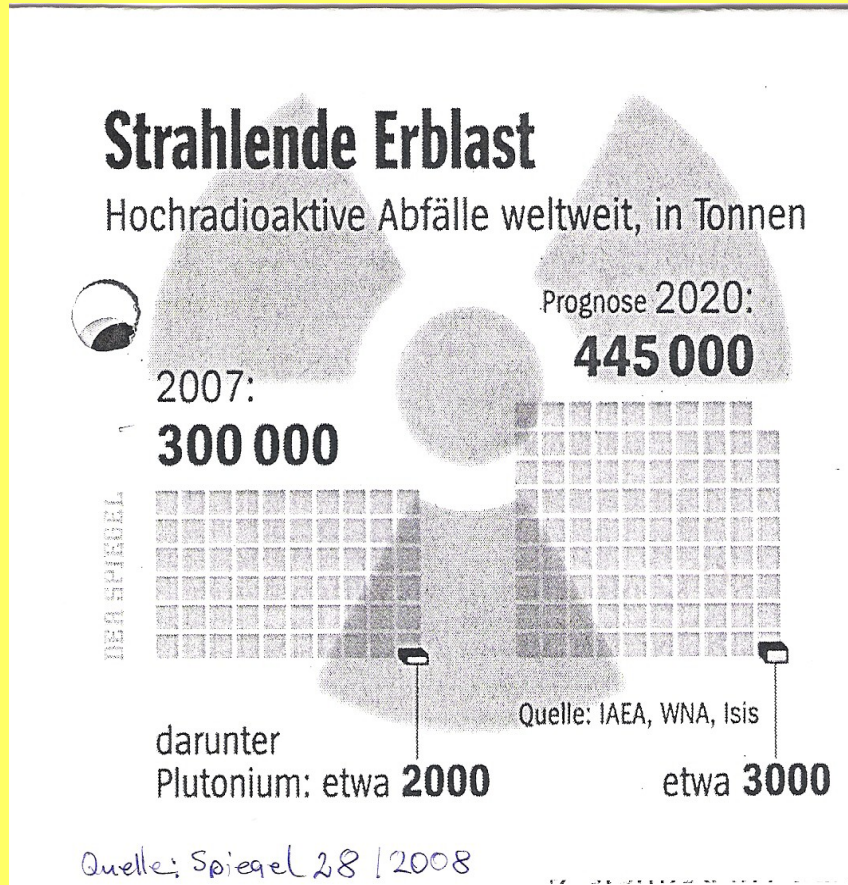 Strahlende Erblast
Hochradioaktive Abfälle weltweit, in Tonnen
Prognose 2020:
445 000
2007:
300 000
DER SPIEGEL
Quelle: IAEA, WNA, Isis
darunter
Plutonium: etwa 2000
etwa 3000
Quelle: Spiegel 28 / 2008